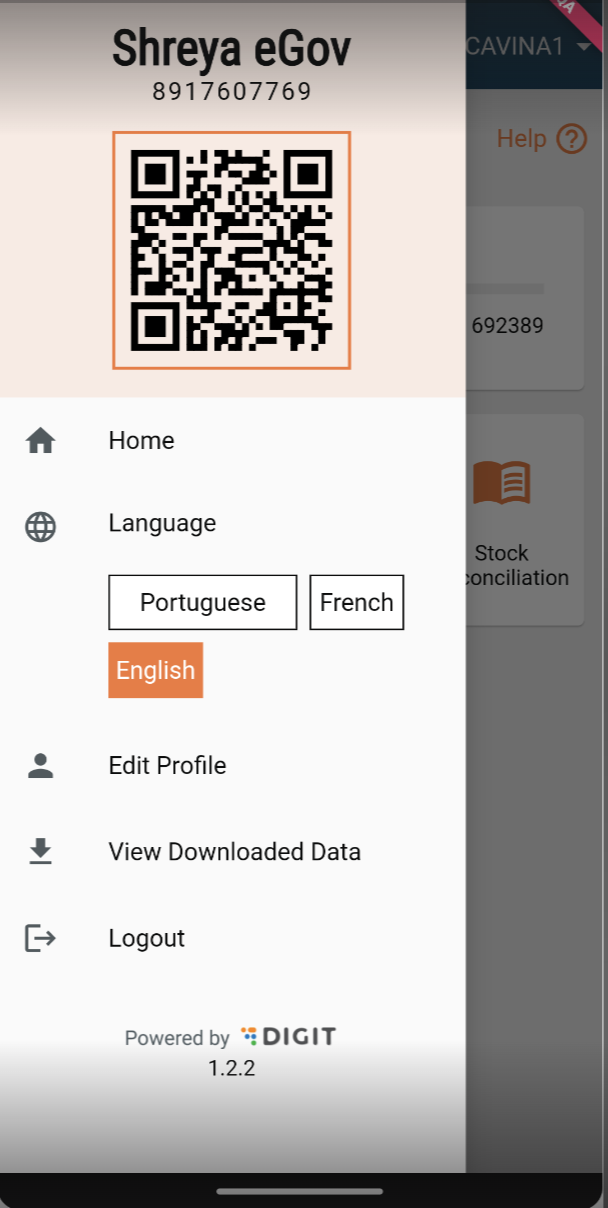 Shreya eGov
8917607769
CAVINA1
QA
Help
692389
Home
Language
Portuguese
French
English
Stock
conciliation
Edit Profile
View Downloaded Data
Logout
Powered by DIGIT
1.2.2